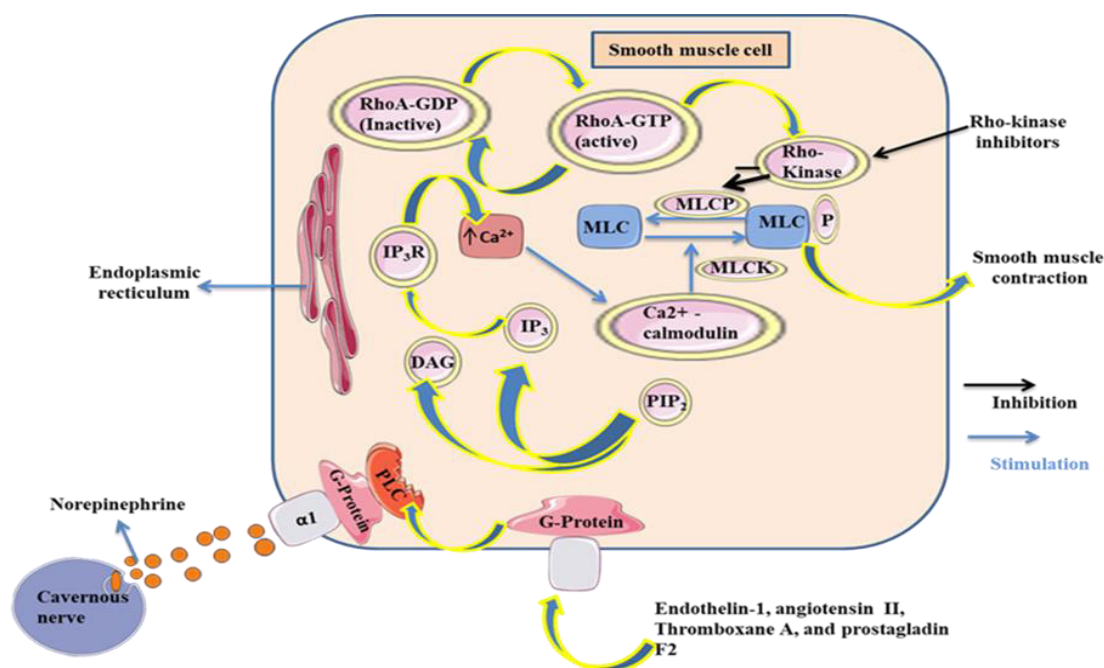 Smooth muscle cell
RhoA-GDP
(Inactive)
RhoA-GTP
(active)
Rho-
Kinase
Rho-kinase
inhibitors
MLCP
MLC
MLC
P
↑Ca²⁺
IP₃R
MLCK
Smooth muscle
contraction
Endoplasmic
recticulum
Ca2+ -
calmodulin
IP₃
DAG
PIP₂
Inhibition
Stimulation
PLC
G-Protein
α1
Norepinephrine
G-Protein
Cavernous
nerve
Endothelin-1, angiotensin II,
Thromboxane A, and prostagladin
F2